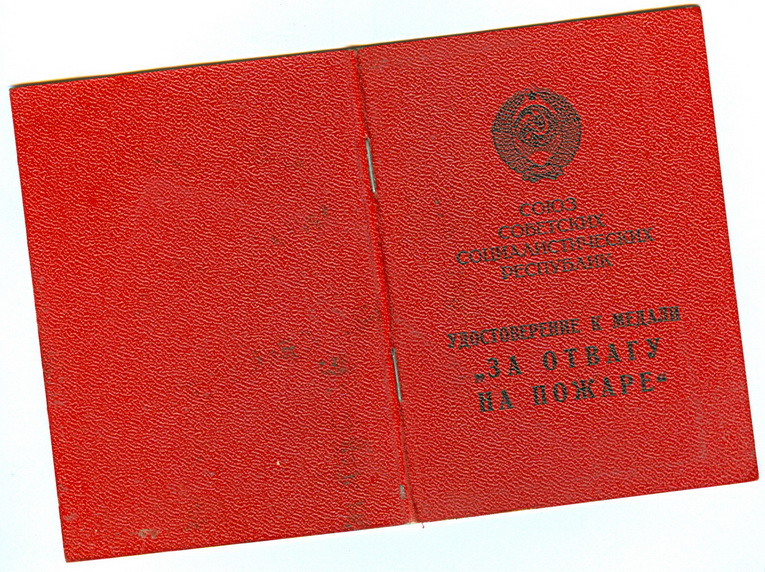 СОЮЗ
СОВЕТСКИХ
СОЦИАЛИСТИЧЕСКИХ
РЕСПУБЛИК
УДОСТОВЕРЕНИЕ К МЕДАЛИ
„ЗА ОТВАГУ
НА ПОЖАРЕ“